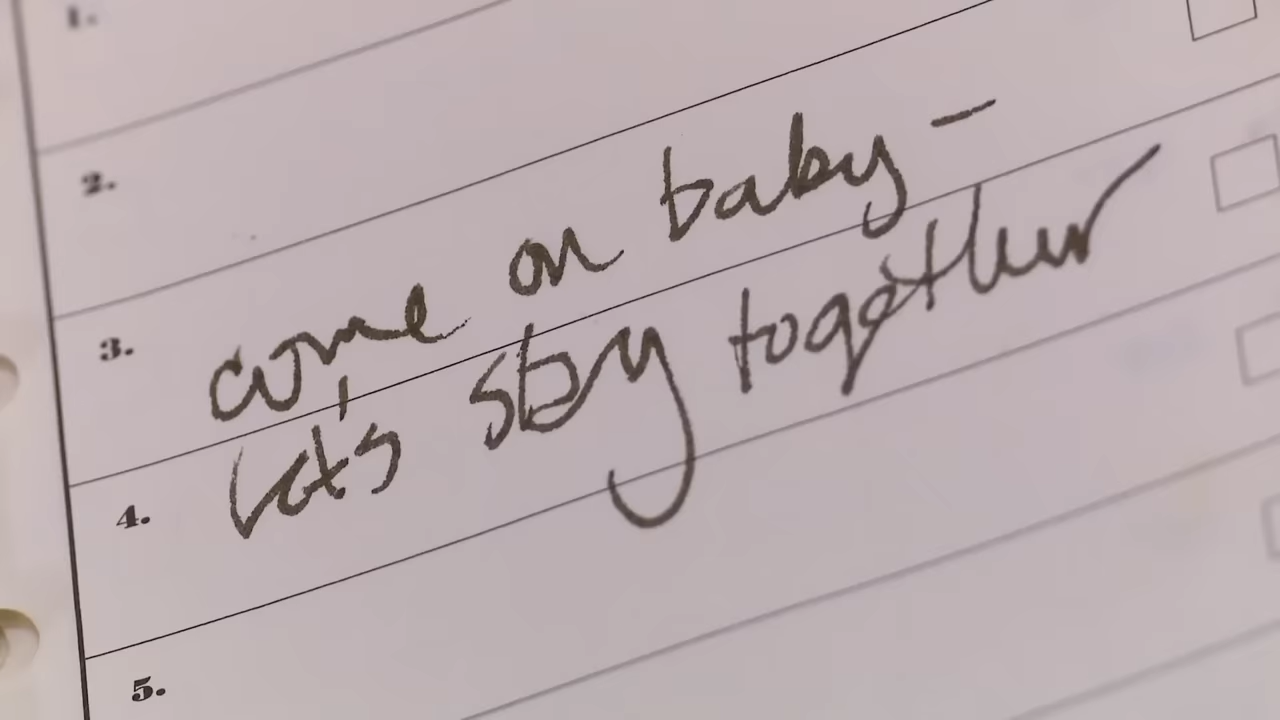 1.
2.
3. come on baby -
4. let's stay together
5.